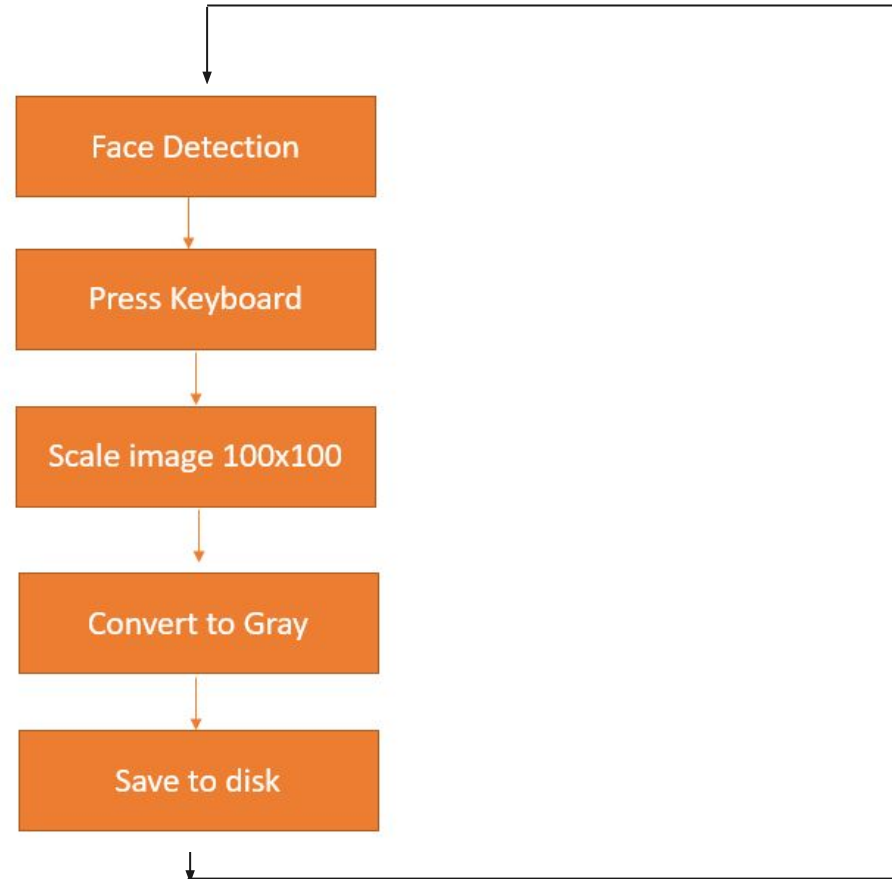 Face Detection
Press Keyboard
Scale image 100x100
Convert to Gray
Save to disk